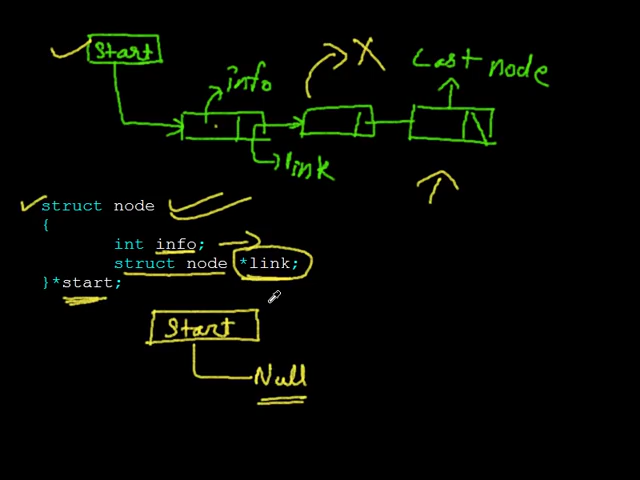 Start
info
X
Last node
link
struct node
{
int info;
struct node *link;
}*start;
Start
Null